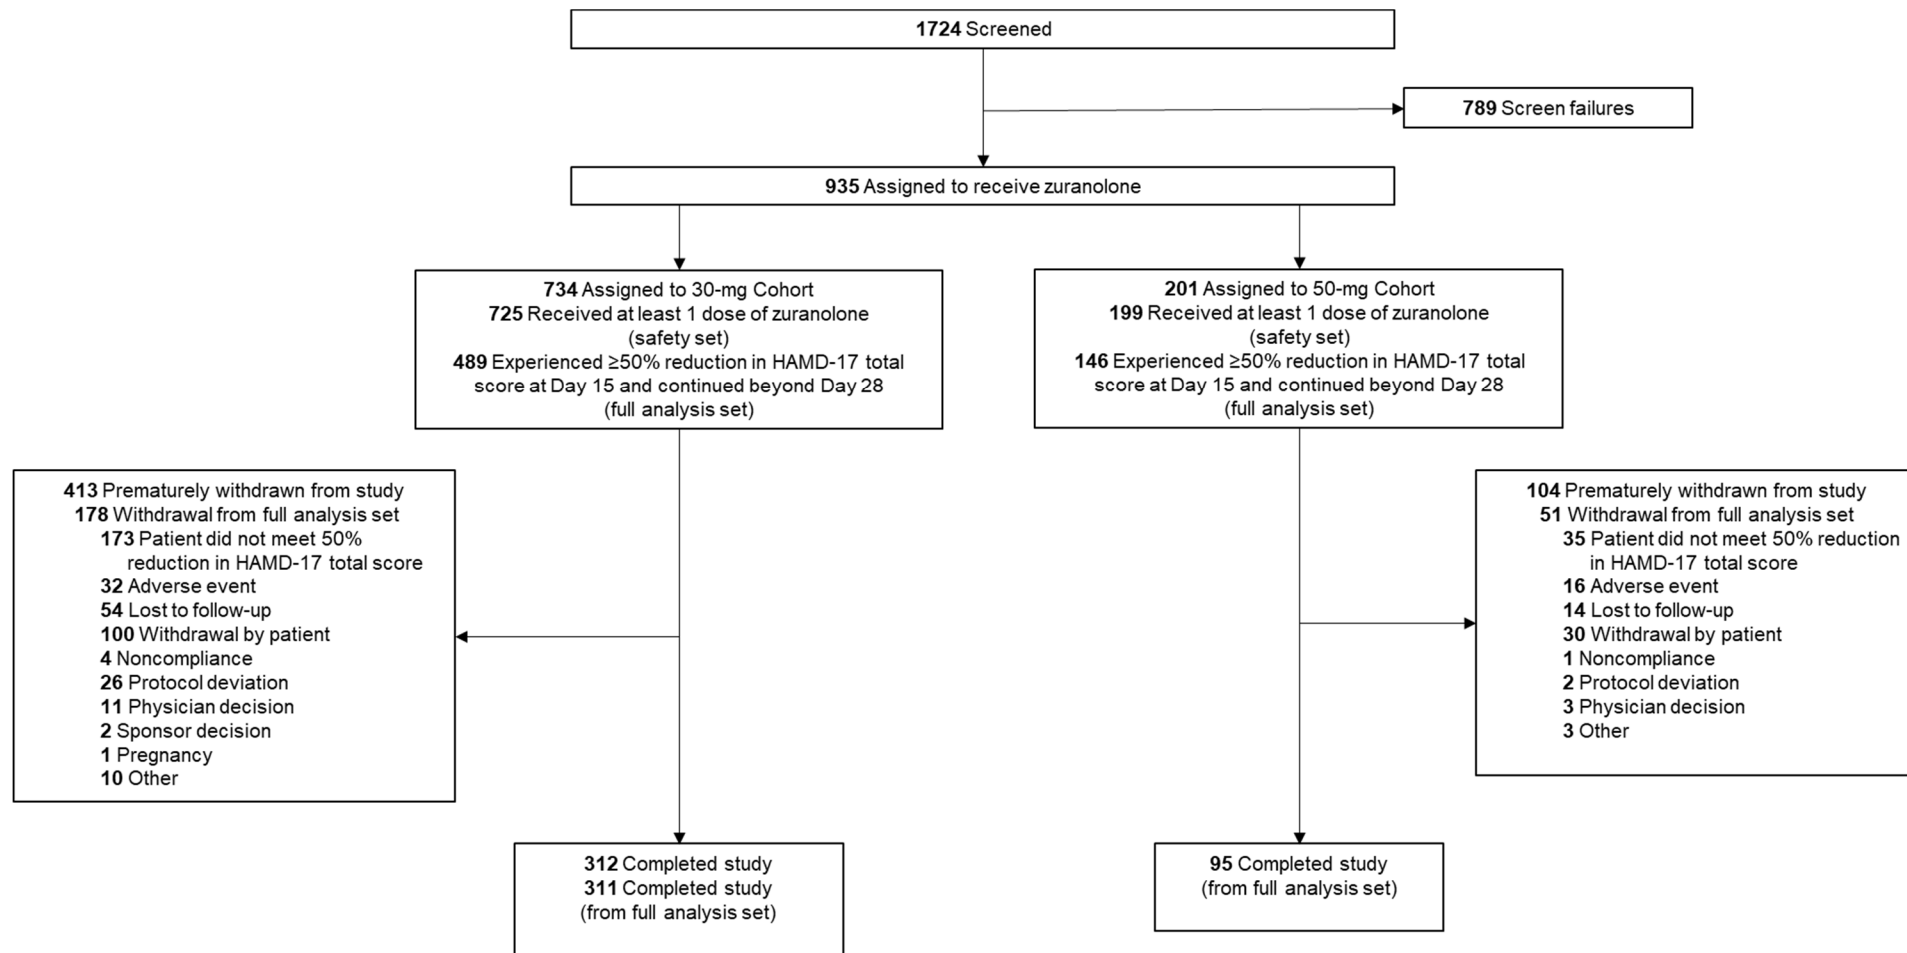 1724 Screened
789 Screen failures
935 Assigned to receive zuranolone
734 Assigned to 30-mg Cohort
725 Received at least 1 dose of zuranolone
(safety set)
489 Experienced ≥50% reduction in HAMD-17 total
score at Day 15 and continued beyond Day 28
(full analysis set)
201 Assigned to 50-mg Cohort
199 Received at least 1 dose of zuranolone
(safety set)
146 Experienced ≥50% reduction in HAMD-17 total
score at Day 15 and continued beyond Day 28
(full analysis set)
413 Prematurely withdrawn from study
178 Withdrawal from full analysis set
173 Patient did not meet 50%
reduction in HAMD-17 total score
32 Adverse event
54 Lost to follow-up
100 Withdrawal by patient
4 Noncompliance
26 Protocol deviation
11 Physician decision
2 Sponsor decision
1 Pregnancy
10 Other
104 Prematurely withdrawn from study
51 Withdrawal from full analysis set
35 Patient did not meet 50% reduction
in HAMD-17 total score
16 Adverse event
14 Lost to follow-up
30 Withdrawal by patient
1 Noncompliance
2 Protocol deviation
3 Physician decision
3 Other
312 Completed study
311 Completed study
(from full analysis set)
95 Completed study
(from full analysis set)